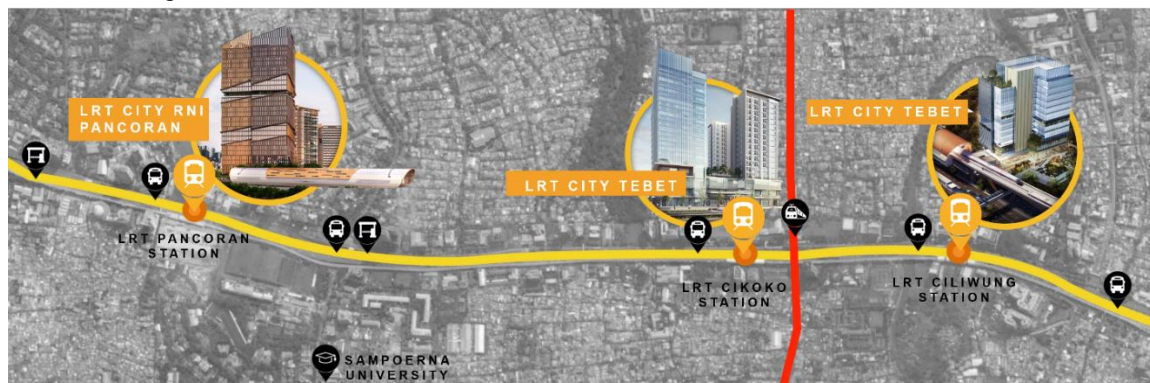 LRT CITY RNI
PANCORAN
LRT CITY TEBET
LRT CITY TEBET
LRT PANCORAN
STATION
LRT CIKOKO
STATION
LRT CILIWUNG
STATION
SAMPOERNA
UNIVERSITY